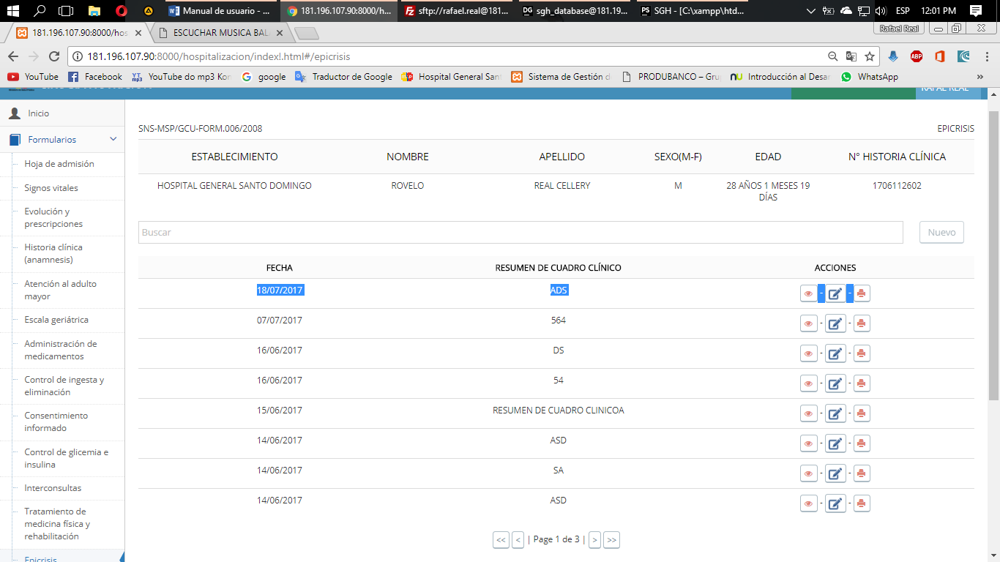 Manual de usuario - ...
181.196.107.90:8000/h...
sftp://rafael.real@181...
sgh_database@181.19...
SGH - [C:\xampp\htd...
ESP
12:01 PM
181.196.107.90:8000/hos
ESCUCHAR MUSICA BAL
Rafael Real
181.196.107.90:8000/hospitalizacion/index!.html#/epicrisis
YouTube
Facebook
YouTube do mp3 Kon
google
Traductor de Google
Hospital General Sant
Sistema de Gestión d
PRODUBANCO – Gru
Introducción al Desar
WhatsApp
RAFAEL REAL
Inicio
Formularios
Hoja de admisión
Signos vitales
Evolución y
prescripciones
Historia clínica
(anamnesis)
Atención al adulto
mayor
Escala geriátrica
Administración de
medicamentos
Control de ingesta y
eliminación
Consentimiento
informado
Control de glicemia e
insulina
Interconsultas
Tratamiento de
medicina física y
rehabilitación
Epicrisis
SNS-MSP/GCU-FORM.006/2008 EPICRISIS
ESTABLECIMIENTO NOMBRE APELLIDO SEXO(M-F) EDAD N° HISTORIA CLÍNICA
HOSPITAL GENERAL SANTO DOMINGO ROVELO REAL CELLERY M 28 AÑOS 1 MESES 19 1706112602
DÍAS
Buscar Nuevo
FECHA RESUMEN DE CUADRO CLÍNICO ACCIONES
18/07/2017 ADS - -
07/07/2017 564 - -
16/06/2017 DS - -
16/06/2017 54 - -
15/06/2017 RESUMEN DE CUADRO CLINICOA - -
14/06/2017 ASD - -
14/06/2017 SA - -
14/06/2017 ASD - -
<< < | Page 1 de 3 | > >>